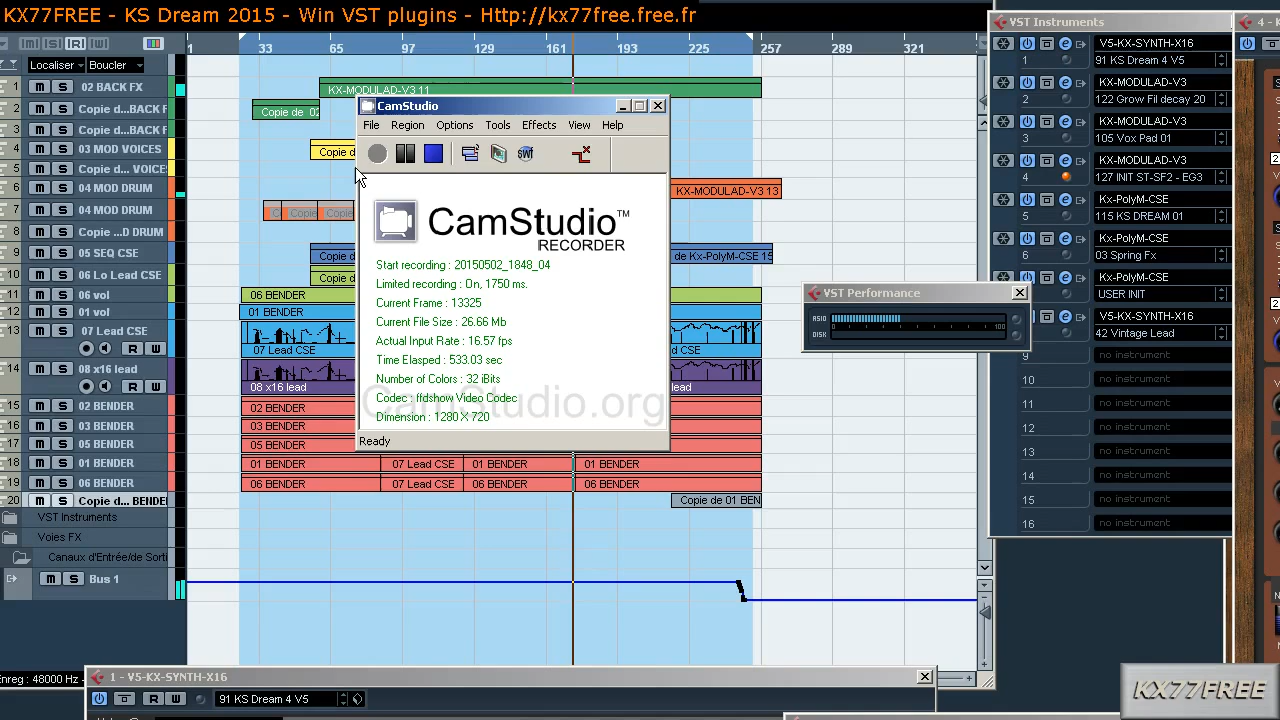 KX77FREE - KS Dream 2015 - Win VST plugins - Http://kx77free.free.fr
1 33 65 97 129 161 193 225 257 289 321
Localiser Boucler
1 M S 02 BACK FX
KX-MODULAD-V3 11
2 M S Copie d...BACK F
Copie de 02
3 M S Copie d...BACK F
4 M S 03 MOD VOICES
Copie d
M S Copie ...VOICES
6 M S 04 MOD DRUM
KX-MODULAD-V3 13
7 M S 04 MOD DRUM
8 M S Copie ...D DRUM
9 M S 05 SEQ CSE
Copie d
de Kx-PolyM-CSE 15
10 M S 06 Lo Lead CSE
Copie d
11 M S 06 vol
06 BENDER
12 M S 01 vol
01 BENDER
M S 07 Lead CSE
R W
07 Lead CSE
d CSE
14 M S 08 x16 lead
R W
08 x16 lead
lead
15 M S 02 BENDER
02 BENDER
M S 03 BENDER
03 BENDER
M S 05 BENDER
05 BENDER
18 M S 01 BENDER
01 BENDER 07 Lead CSE 01 BENDER 01 BENDER
19 M S 06 BENDER
06 BENDER 07 Lead CSE 06 BENDER 06 BENDER
20 M S Copie d... BENDE
Copie de 01 BEN
VST Instruments
Voies FX
Canaux d'Entrée/de Sorti
M S Bus 1
CamStudio
File Region Options Tools Effects View Help
CamStudio™
RECORDER
Start recording : 20150502_1848_04
Limited recording : On, 1750 ms.
Current Frame : 13325
Current File Size : 26.66 Mb
Actual Input Rate : 16.57 fps
Time Elasped : 533.03 sec
Number of Colors : 32 iBits
Codec : ffdshow Video Codec
Dimension : 1280 X 720
Ready
VST Performance
ASIO
0 100
DISK
VST Instruments
V5-KX-SYNTH-X16
1 91 KS Dream 4 V5
KX-MODULAD-V3
2 122 Grow Fil decay 20
KX-MODULAD-V3
3 105 Vox Pad 01
KX-MODULAD-V3
4 127 INIT ST-SF2 - EG3
Kx-PolyM-CSE
5 115 KS DREAM 01
Kx-PolyM-CSE
6 03 Spring Fx
Kx-PolyM-CSE
USER INIT
V5-KX-SYNTH-X16
42 Vintage Lead
9 no instrument
10 no instrument
11 no instrument
12 no instrument
13 no instrument
14 no instrument
15 no instrument
16 no instrument
4 - K
Enreg : 48000 Hz -
1 - V5-KX-SYNTH-X16
R W 91 KS Dream 4 V5
KX77FREE